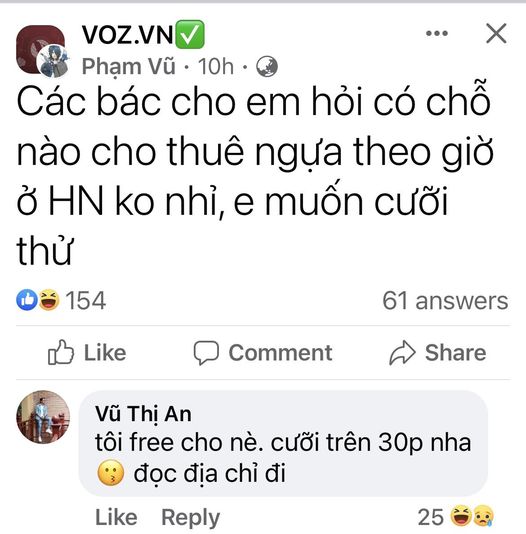 VOZ.VN✅
Phạm Vũ · 10h ·
Các bác cho em hỏi có chỗ
nào cho thuê ngựa theo giờ
ở HN ko nhỉ, e muốn cưỡi
thử
154 61 answers
Like Comment Share
Vũ Thị An
tôi free cho nè. cưỡi trên 30p nha
😗 đọc địa chỉ đi
Like Reply 25